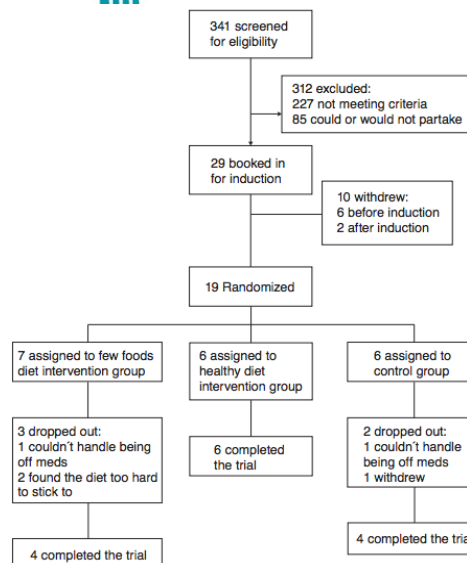 341 screened
for eligibility
312 excluded:
227 not meeting criteria
85 could or would not partake
29 booked in
for induction
10 withdrew:
6 before induction
2 after induction
19 Randomized
7 assigned to few foods
diet intervention group
6 assigned to
healthy diet
intervention group
6 assigned to
control group
3 dropped out:
1 couldn´t handle being
off meds
2 found the diet too hard
to stick to
6 completed
the trial
2 dropped out:
1 couldn´t handle
being off meds
1 withdrew
4 completed the trial
4 completed the trial